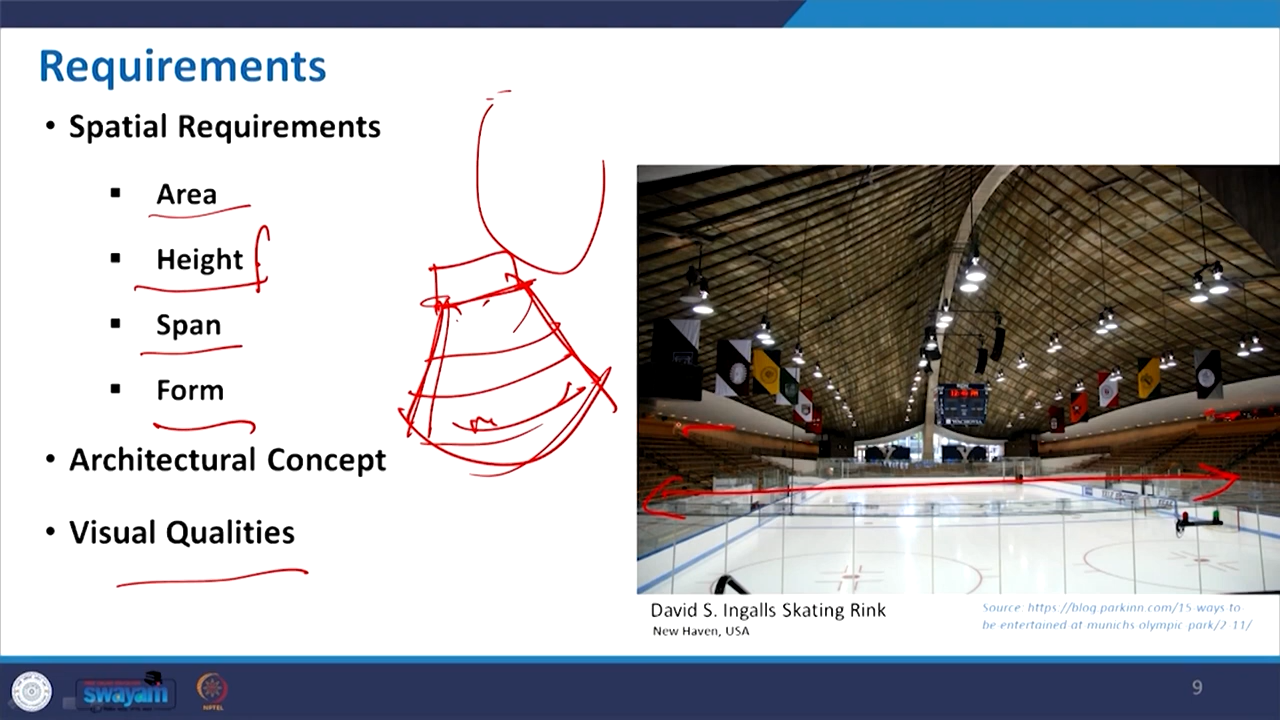 Requirements
• Spatial Requirements
▪ Area
▪ Height
▪ Span
▪ Form
• Architectural Concept
• Visual Qualities
David S. Ingalls Skating Rink
New Haven, USA
Source: https://blog.parkinn.com/15-ways-to-
be-entertained-at-munichs-olympic-park/2-11/
swayam
NPTEL
9